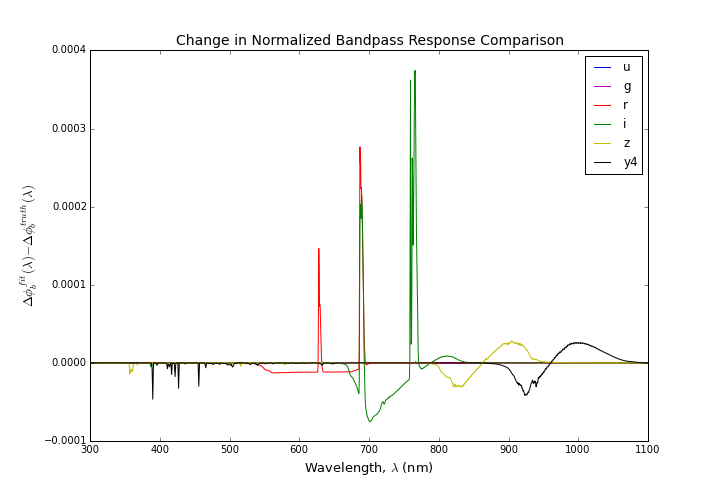 Change in Normalized Bandpass Response Comparison
0.0004
0.0003
0.0002
0.0001
0.0000
−0.0001
Δϕ_b^{fit}(λ)−Δϕ_b^{truth}(λ)
u
g
r
i
z
y4
300 400 500 600 700 800 900 1000 1100
Wavelength, λ (nm)